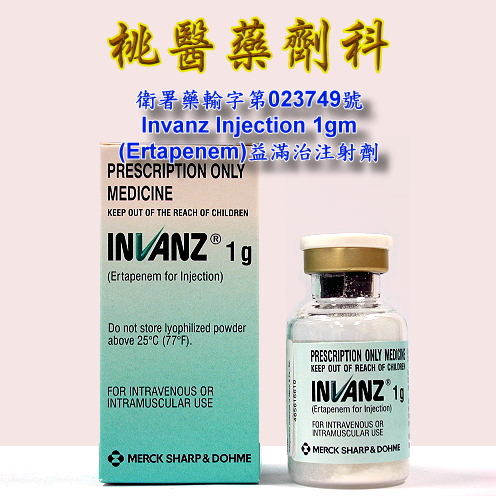 桃醫藥劑科
衛署藥輸字第023749號
Invanz Injection 1gm
(Ertapenem)益滿治注射劑
PRESCRIPTION ONLY
MEDICINE
KEEP OUT OF THE REACH OF CHILDREN
INVANZ® 1g
(Ertapenem for Injection)
Do not store lyophilized powder
above 25°C (77°F).
FOR INTRAVENOUS OR
INTRAMUSCULAR USE
MERCK SHARP & DOHME
PRESCRIPTION ONLY MEDICINE
KEEP OUT OF REACH OF CHILDREN
INVANZ® 1g
(Ertapenem for Injection)
FOR INTRAVENOUS OR
INTRAMUSCULAR USE
MERCK SHARP & DOHME